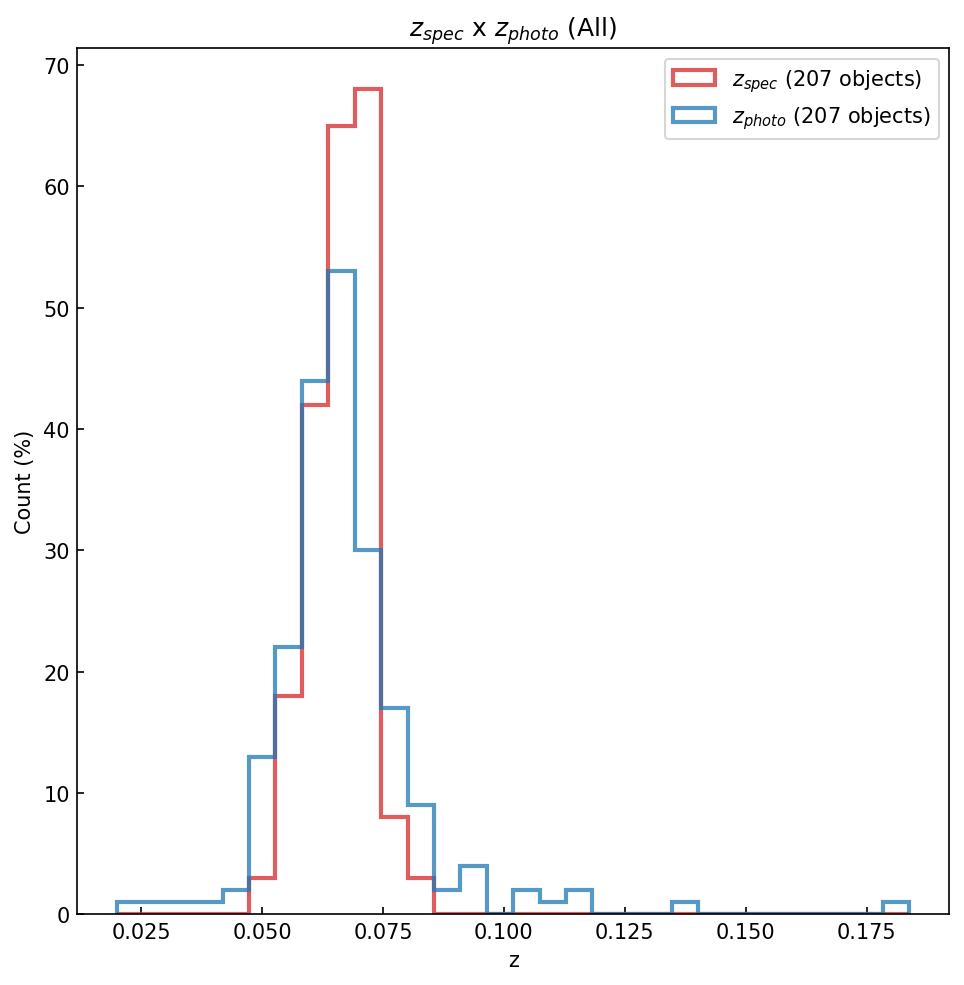 z_spec x z_photo (All)
z_spec (207 objects)
z_photo (207 objects)
70
60
50
40
30
20
10
0
Count (%)
0.025 0.050 0.075 0.100 0.125 0.150 0.175
z